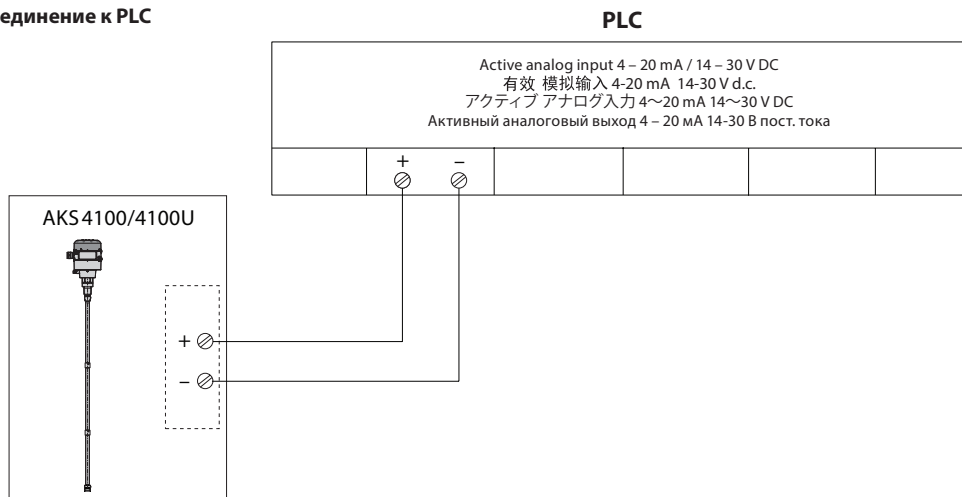 единение к PLC
PLC
Active analog input 4 – 20 mA / 14 – 30 V DC
有效 模拟输入 4-20 mA 14-30 V d.c.
アクティブ アナログ入力 4～20 mA 14～30 V DC
Активный аналоговый выход 4 – 20 мА 14-30 В пост. тока
+ –
AKS 4100/4100U
+
–